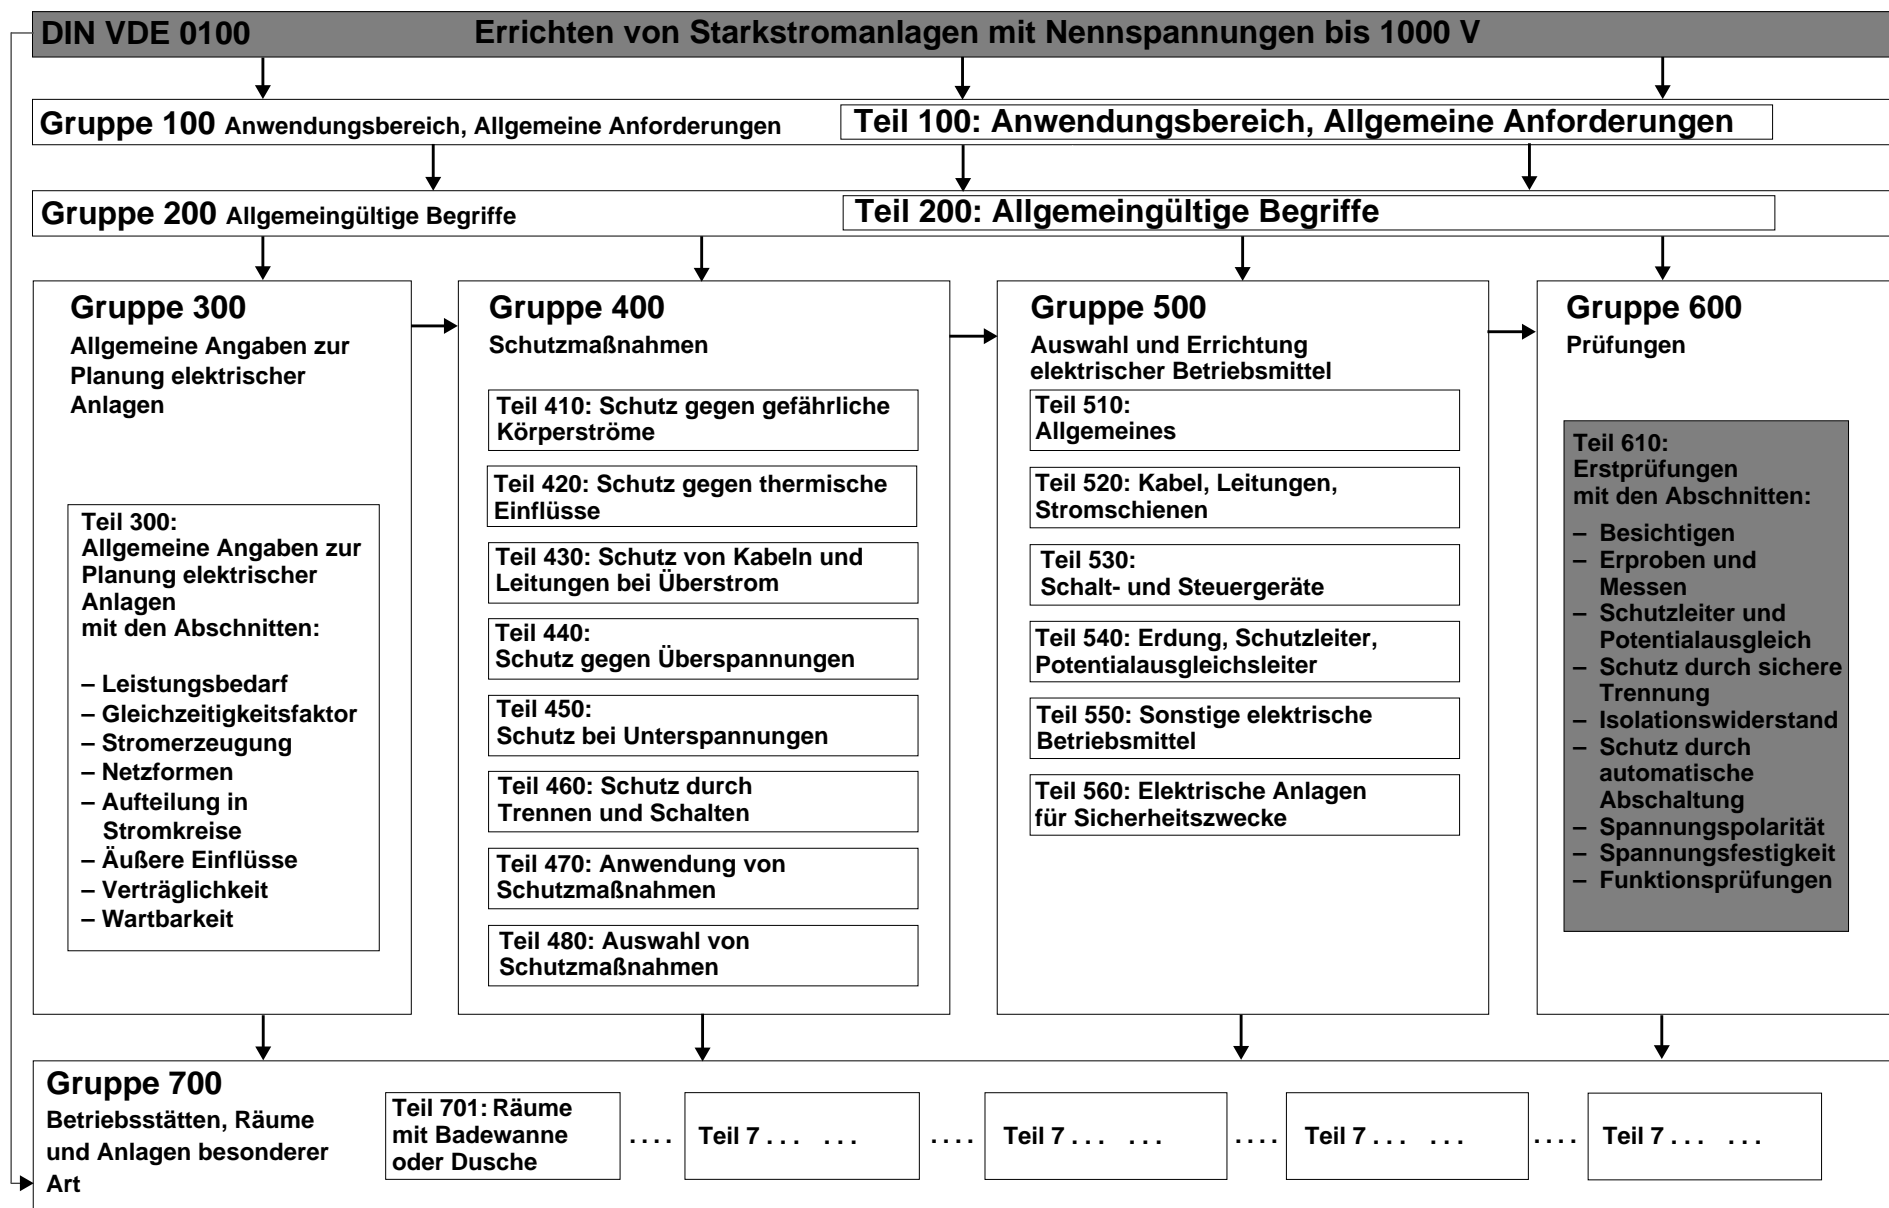 DIN VDE 0100 Errichten von Starkstromanlagen mit Nennspannungen bis 1000 V
Gruppe 100 Anwendungsbereich, Allgemeine Anforderungen
Teil 100: Anwendungsbereich, Allgemeine Anforderungen
Gruppe 200 Allgemeingültige Begriffe
Teil 200: Allgemeingültige Begriffe
Gruppe 300
Allgemeine Angaben zur
Planung elektrischer
Anlagen
Teil 300:
Allgemeine Angaben zur
Planung elektrischer
Anlagen
mit den Abschnitten:
– Leistungsbedarf
– Gleichzeitigkeitsfaktor
– Stromerzeugung
– Netzformen
– Aufteilung in
Stromkreise
– Äußere Einflüsse
– Verträglichkeit
– Wartbarkeit
Gruppe 400
Schutzmaßnahmen
Teil 410: Schutz gegen gefährliche
Körperströme
Teil 420: Schutz gegen thermische
Einflüsse
Teil 430: Schutz von Kabeln und
Leitungen bei Überstrom
Teil 440:
Schutz gegen Überspannungen
Teil 450:
Schutz bei Unterspannungen
Teil 460: Schutz durch
Trennen und Schalten
Teil 470: Anwendung von
Schutzmaßnahmen
Teil 480: Auswahl von
Schutzmaßnahmen
Gruppe 500
Auswahl und Errichtung
elektrischer Betriebsmittel
Teil 510:
Allgemeines
Teil 520: Kabel, Leitungen,
Stromschienen
Teil 530:
Schalt- und Steuergeräte
Teil 540: Erdung, Schutzleiter,
Potentialausgleichsleiter
Teil 550: Sonstige elektrische
Betriebsmittel
Teil 560: Elektrische Anlagen
für Sicherheitszwecke
Gruppe 600
Prüfungen
Teil 610:
Erstprüfungen
mit den Abschnitten:
– Besichtigen
– Erproben und
Messen
– Schutzleiter und
Potentialausgleich
– Schutz durch sichere
Trennung
– Isolationswiderstand
– Schutz durch
automatische
Abschaltung
– Spannungspolarität
– Spannungsfestigkeit
– Funktionsprüfungen
Gruppe 700
Betriebsstätten, Räume
und Anlagen besonderer
Art
Teil 701: Räume
mit Badewanne
oder Dusche
. . . . Teil 7 . . . . . . . . . . Teil 7 . . . . . . . . . . Teil 7 . . . . . . . . . . Teil 7 . . . . . .